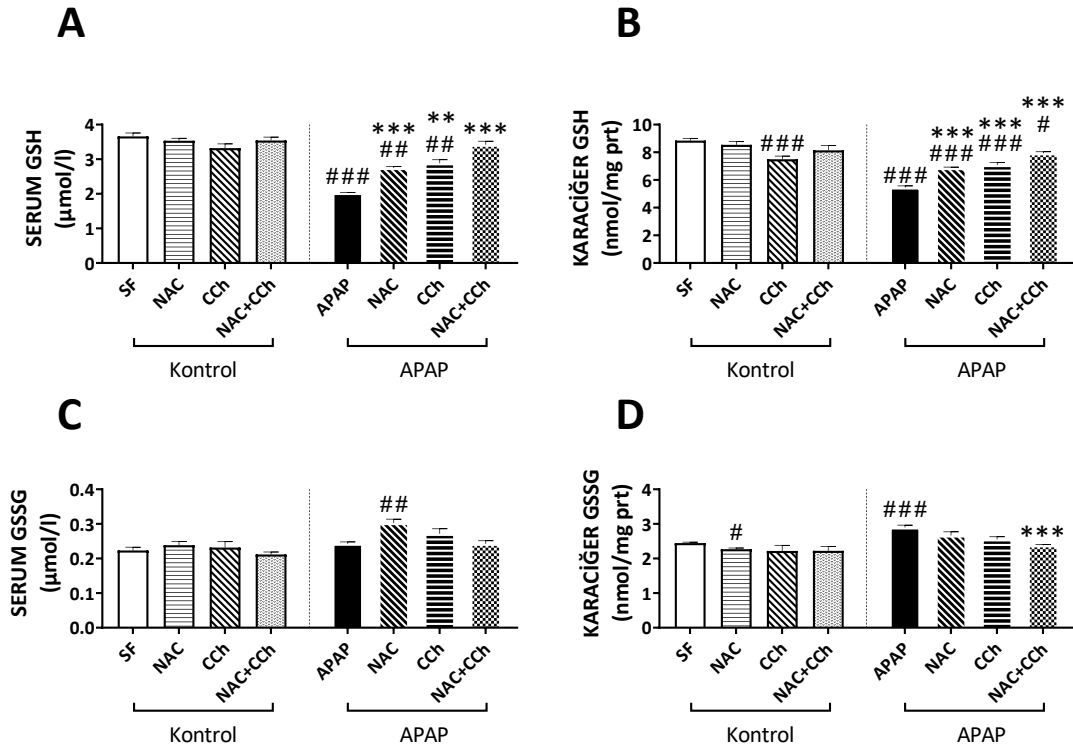 A
SERUM GSH
(µmol/l)
4
3
2
1
0
###
***
##
**
##
***
SF
NAC
CCh
NAC+CCh
APAP
NAC
CCh
NAC+CCh
Kontrol
APAP
B
KARACİĞER GSH
(nmol/mg prt)
10
8
6
4
2
0
###
###
***
###
***
###
***
#
SF
NAC
CCh
NAC+CCh
APAP
NAC
CCh
NAC+CCh
Kontrol
APAP
C
SERUM GSSG
(µmol/l)
0.4
0.3
0.2
0.1
0.0
##
SF
NAC
CCh
NAC+CCh
APAP
NAC
CCh
NAC+CCh
Kontrol
APAP
D
KARACİĞER GSSG
(nmol/mg prt)
4
3
2
1
0
#
###
***
SF
NAC
CCh
NAC+CCh
APAP
NAC
CCh
NAC+CCh
Kontrol
APAP